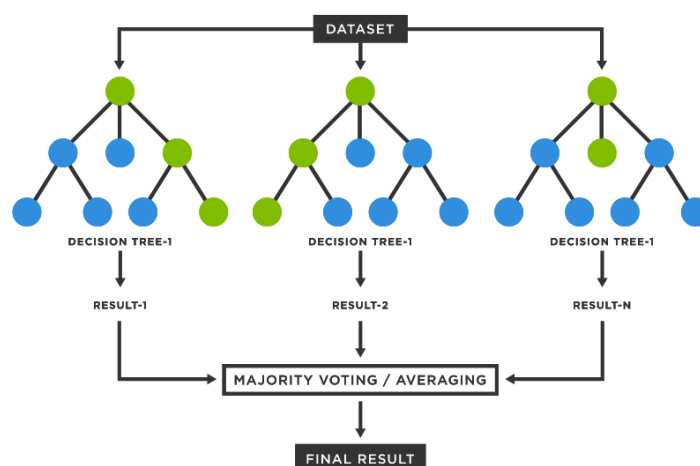 DATASET
DECISION TREE-1
DECISION TREE-1
DECISION TREE-1
RESULT-1
RESULT-2
RESULT-N
MAJORITY VOTING / AVERAGING
FINAL RESULT